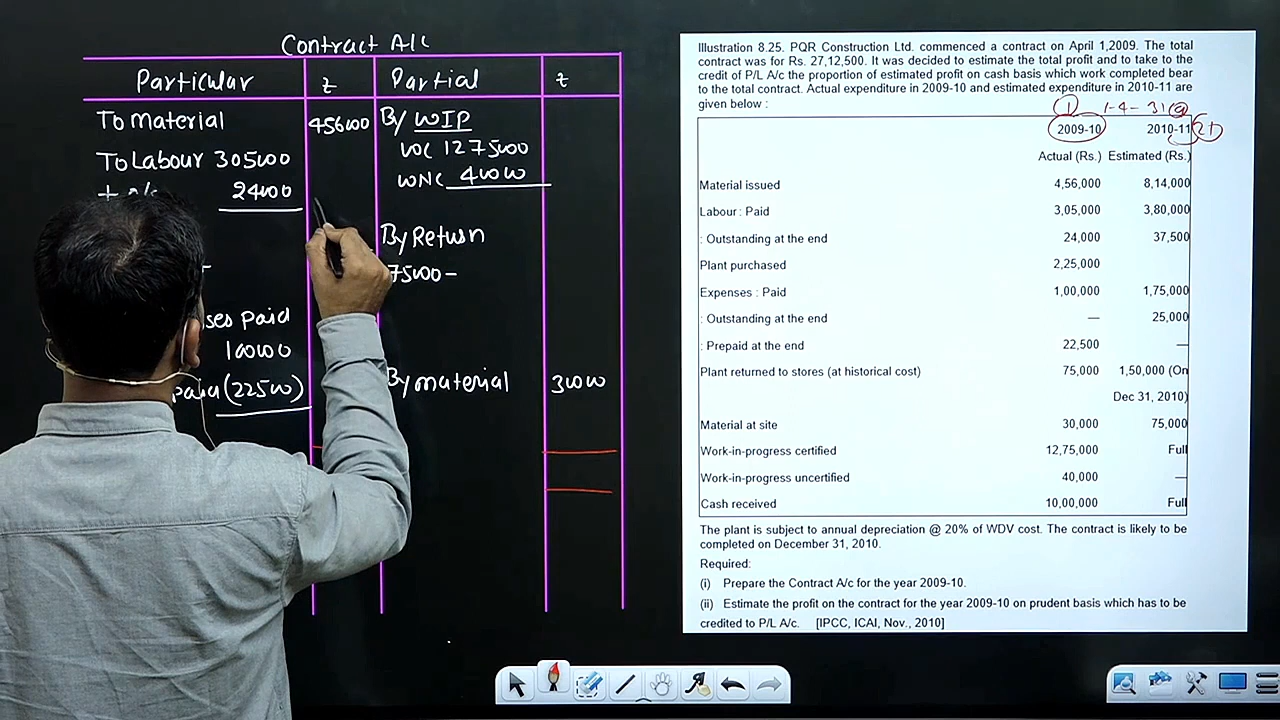 Contract A/C
Particular ₹ Partial ₹
To Material 456000 By WIP
WC 1275000
To Labour 305000
WNC 40000
24000
By Return
75000 -
ses Paid
100000
(22500) By material 30000
Illustration 8.25. PQR Construction Ltd. commenced a contract on April 1,2009. The total
contract was for Rs. 27,12,500. It was decided to estimate the total profit and to take to the
credit of P/L A/c the proportion of estimated profit on cash basis which work completed bear
to the total contract. Actual expenditure in 2009-10 and estimated expenditure in 2010-11 are
given below :
1 1-4 - 31
2009-10 2010-11
Actual (Rs.) Estimated (Rs.)
Material issued 4,56,000 8,14,000
Labour : Paid 3,05,000 3,80,000
: Outstanding at the end 24,000 37,500
Plant purchased 2,25,000
Expenses : Paid 1,00,000 1,75,000
: Outstanding at the end — 25,000
: Prepaid at the end 22,500 —
Plant returned to stores (at historical cost) 75,000 1,50,000 (On
Dec 31, 2010)
Material at site 30,000 75,000
Work-in-progress certified 12,75,000 Full
Work-in-progress uncertified 40,000 —
Cash received 10,00,000 Full
The plant is subject to annual depreciation @ 20% of WDV cost. The contract is likely to be
completed on December 31, 2010.
Required:
(i) Prepare the Contract A/c for the year 2009-10.
(ii) Estimate the profit on the contract for the year 2009-10 on prudent basis which has to be
credited to P/L A/c. [IPCC, ICAI, Nov., 2010]